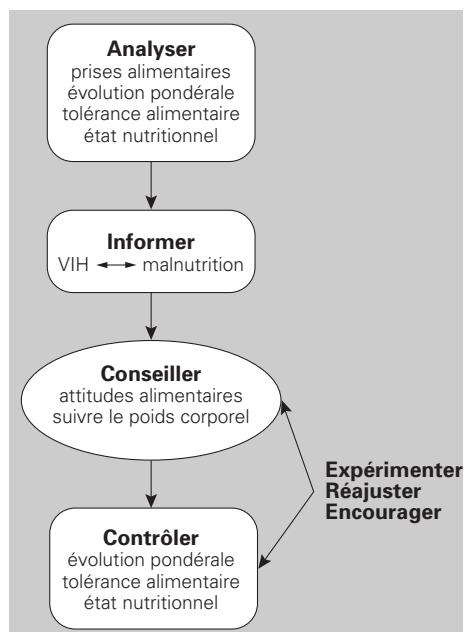 Analyser
prises alimentaires
évolution pondérale
tolérance alimentaire
état nutritionnel
Informer
VIH ↔ malnutrition
Conseiller
attitudes alimentaires
suivre le poids corporel
Expérimenter
Réajuster
Encourager
Contrôler
évolution pondérale
tolérance alimentaire
état nutritionnel